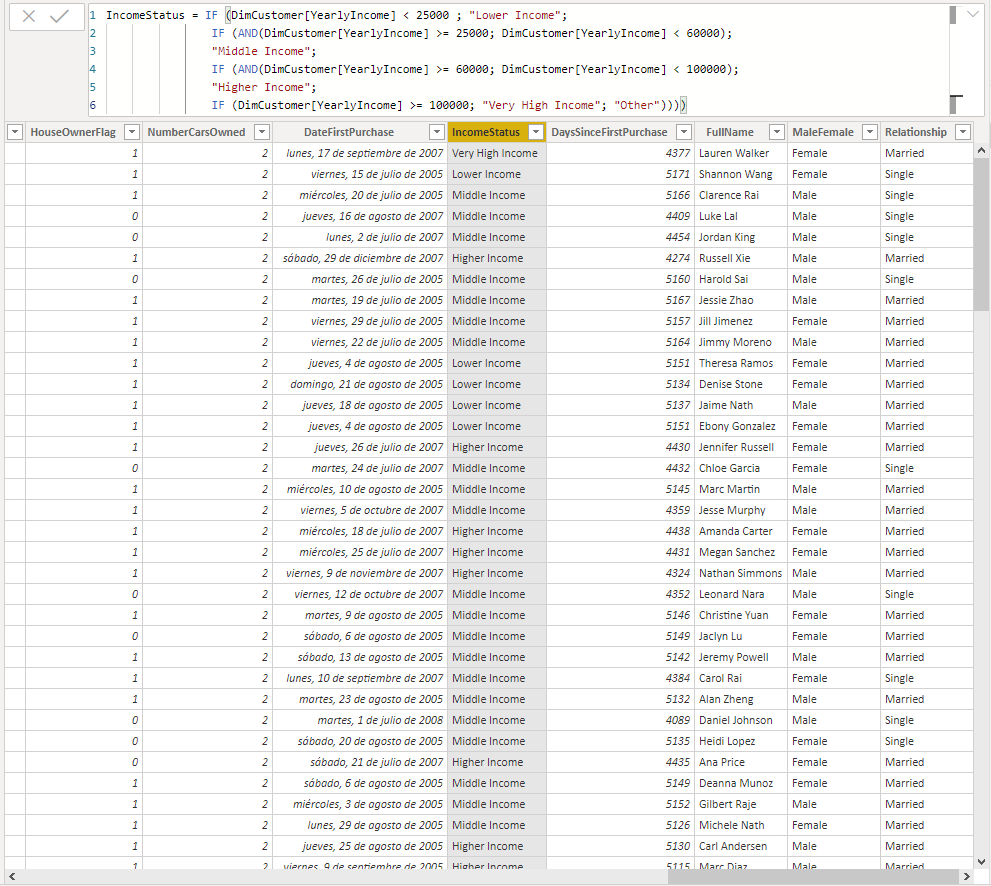 1 IncomeStatus = IF (DimCustomer[YearlyIncome] < 25000 ; "Lower Income";
2 IF (AND(DimCustomer[YearlyIncome] >= 25000; DimCustomer[YearlyIncome] < 60000);
3 "Middle Income";
4 IF (AND(DimCustomer[YearlyIncome] >= 60000; DimCustomer[YearlyIncome] < 100000);
5 "Higher Income";
6 IF (DimCustomer[YearlyIncome] >= 100000; "Very High Income"; "Other"))))
HouseOwnerFlag NumberCarsOwned DateFirstPurchase IncomeStatus DaysSinceFirstPurchase FullName MaleFemale Relationship
1 2 lunes, 17 de septiembre de 2007 Very High Income 4377 Lauren Walker Female Married
1 2 viernes, 15 de julio de 2005 Lower Income 5171 Shannon Wang Female Single
1 2 miércoles, 20 de julio de 2005 Middle Income 5166 Clarence Rai Male Single
0 2 jueves, 16 de agosto de 2007 Middle Income 4409 Luke Lal Male Single
0 2 lunes, 2 de julio de 2007 Middle Income 4454 Jordan King Male Single
1 2 sábado, 29 de diciembre de 2007 Higher Income 4274 Russell Xie Male Married
0 2 martes, 26 de julio de 2005 Middle Income 5160 Harold Sai Male Single
1 2 martes, 19 de julio de 2005 Middle Income 5167 Jessie Zhao Male Married
1 2 viernes, 29 de julio de 2005 Middle Income 5157 Jill Jimenez Female Married
1 2 viernes, 22 de julio de 2005 Middle Income 5164 Jimmy Moreno Male Married
1 2 jueves, 4 de agosto de 2005 Lower Income 5151 Theresa Ramos Female Married
1 2 domingo, 21 de agosto de 2005 Lower Income 5134 Denise Stone Female Married
1 2 jueves, 18 de agosto de 2005 Lower Income 5137 Jaime Nath Male Married
1 2 jueves, 4 de agosto de 2005 Lower Income 5151 Ebony Gonzalez Female Married
1 2 jueves, 26 de julio de 2007 Higher Income 4430 Jennifer Russell Female Married
0 2 martes, 24 de julio de 2007 Middle Income 4432 Chloe Garcia Female Single
1 2 miércoles, 10 de agosto de 2005 Middle Income 5145 Marc Martin Male Married
1 2 viernes, 5 de octubre de 2007 Middle Income 4359 Jesse Murphy Male Married
1 2 miércoles, 18 de julio de 2007 Higher Income 4438 Amanda Carter Female Married
1 2 miércoles, 25 de julio de 2007 Higher Income 4431 Megan Sanchez Female Married
1 2 viernes, 9 de noviembre de 2007 Higher Income 4324 Nathan Simmons Male Married
0 2 viernes, 12 de octubre de 2007 Middle Income 4352 Leonard Nara Male Single
1 2 martes, 9 de agosto de 2005 Middle Income 5146 Christine Yuan Female Married
0 2 sábado, 6 de agosto de 2005 Middle Income 5149 Jaclyn Lu Female Married
1 2 sábado, 13 de agosto de 2005 Middle Income 5142 Jeremy Powell Male Married
1 2 lunes, 10 de septiembre de 2007 Middle Income 4384 Carol Rai Female Single
1 2 martes, 23 de agosto de 2005 Middle Income 5132 Alan Zheng Male Married
0 2 martes, 1 de julio de 2008 Middle Income 4089 Daniel Johnson Male Single
0 2 sábado, 20 de agosto de 2005 Middle Income 5135 Heidi Lopez Female Single
0 2 sábado, 21 de julio de 2007 Higher Income 4435 Ana Price Female Married
1 2 sábado, 6 de agosto de 2005 Middle Income 5149 Deanna Munoz Female Married
1 2 miércoles, 3 de agosto de 2005 Middle Income 5152 Gilbert Raje Male Married
1 2 lunes, 29 de agosto de 2005 Middle Income 5126 Michele Nath Female Married
1 2 jueves, 25 de agosto de 2005 Higher Income 5130 Carl Andersen Male Married
1 2 viernes, 9 de septiembre de 2005 Higher Income 5115 Marc Diaz Male Married